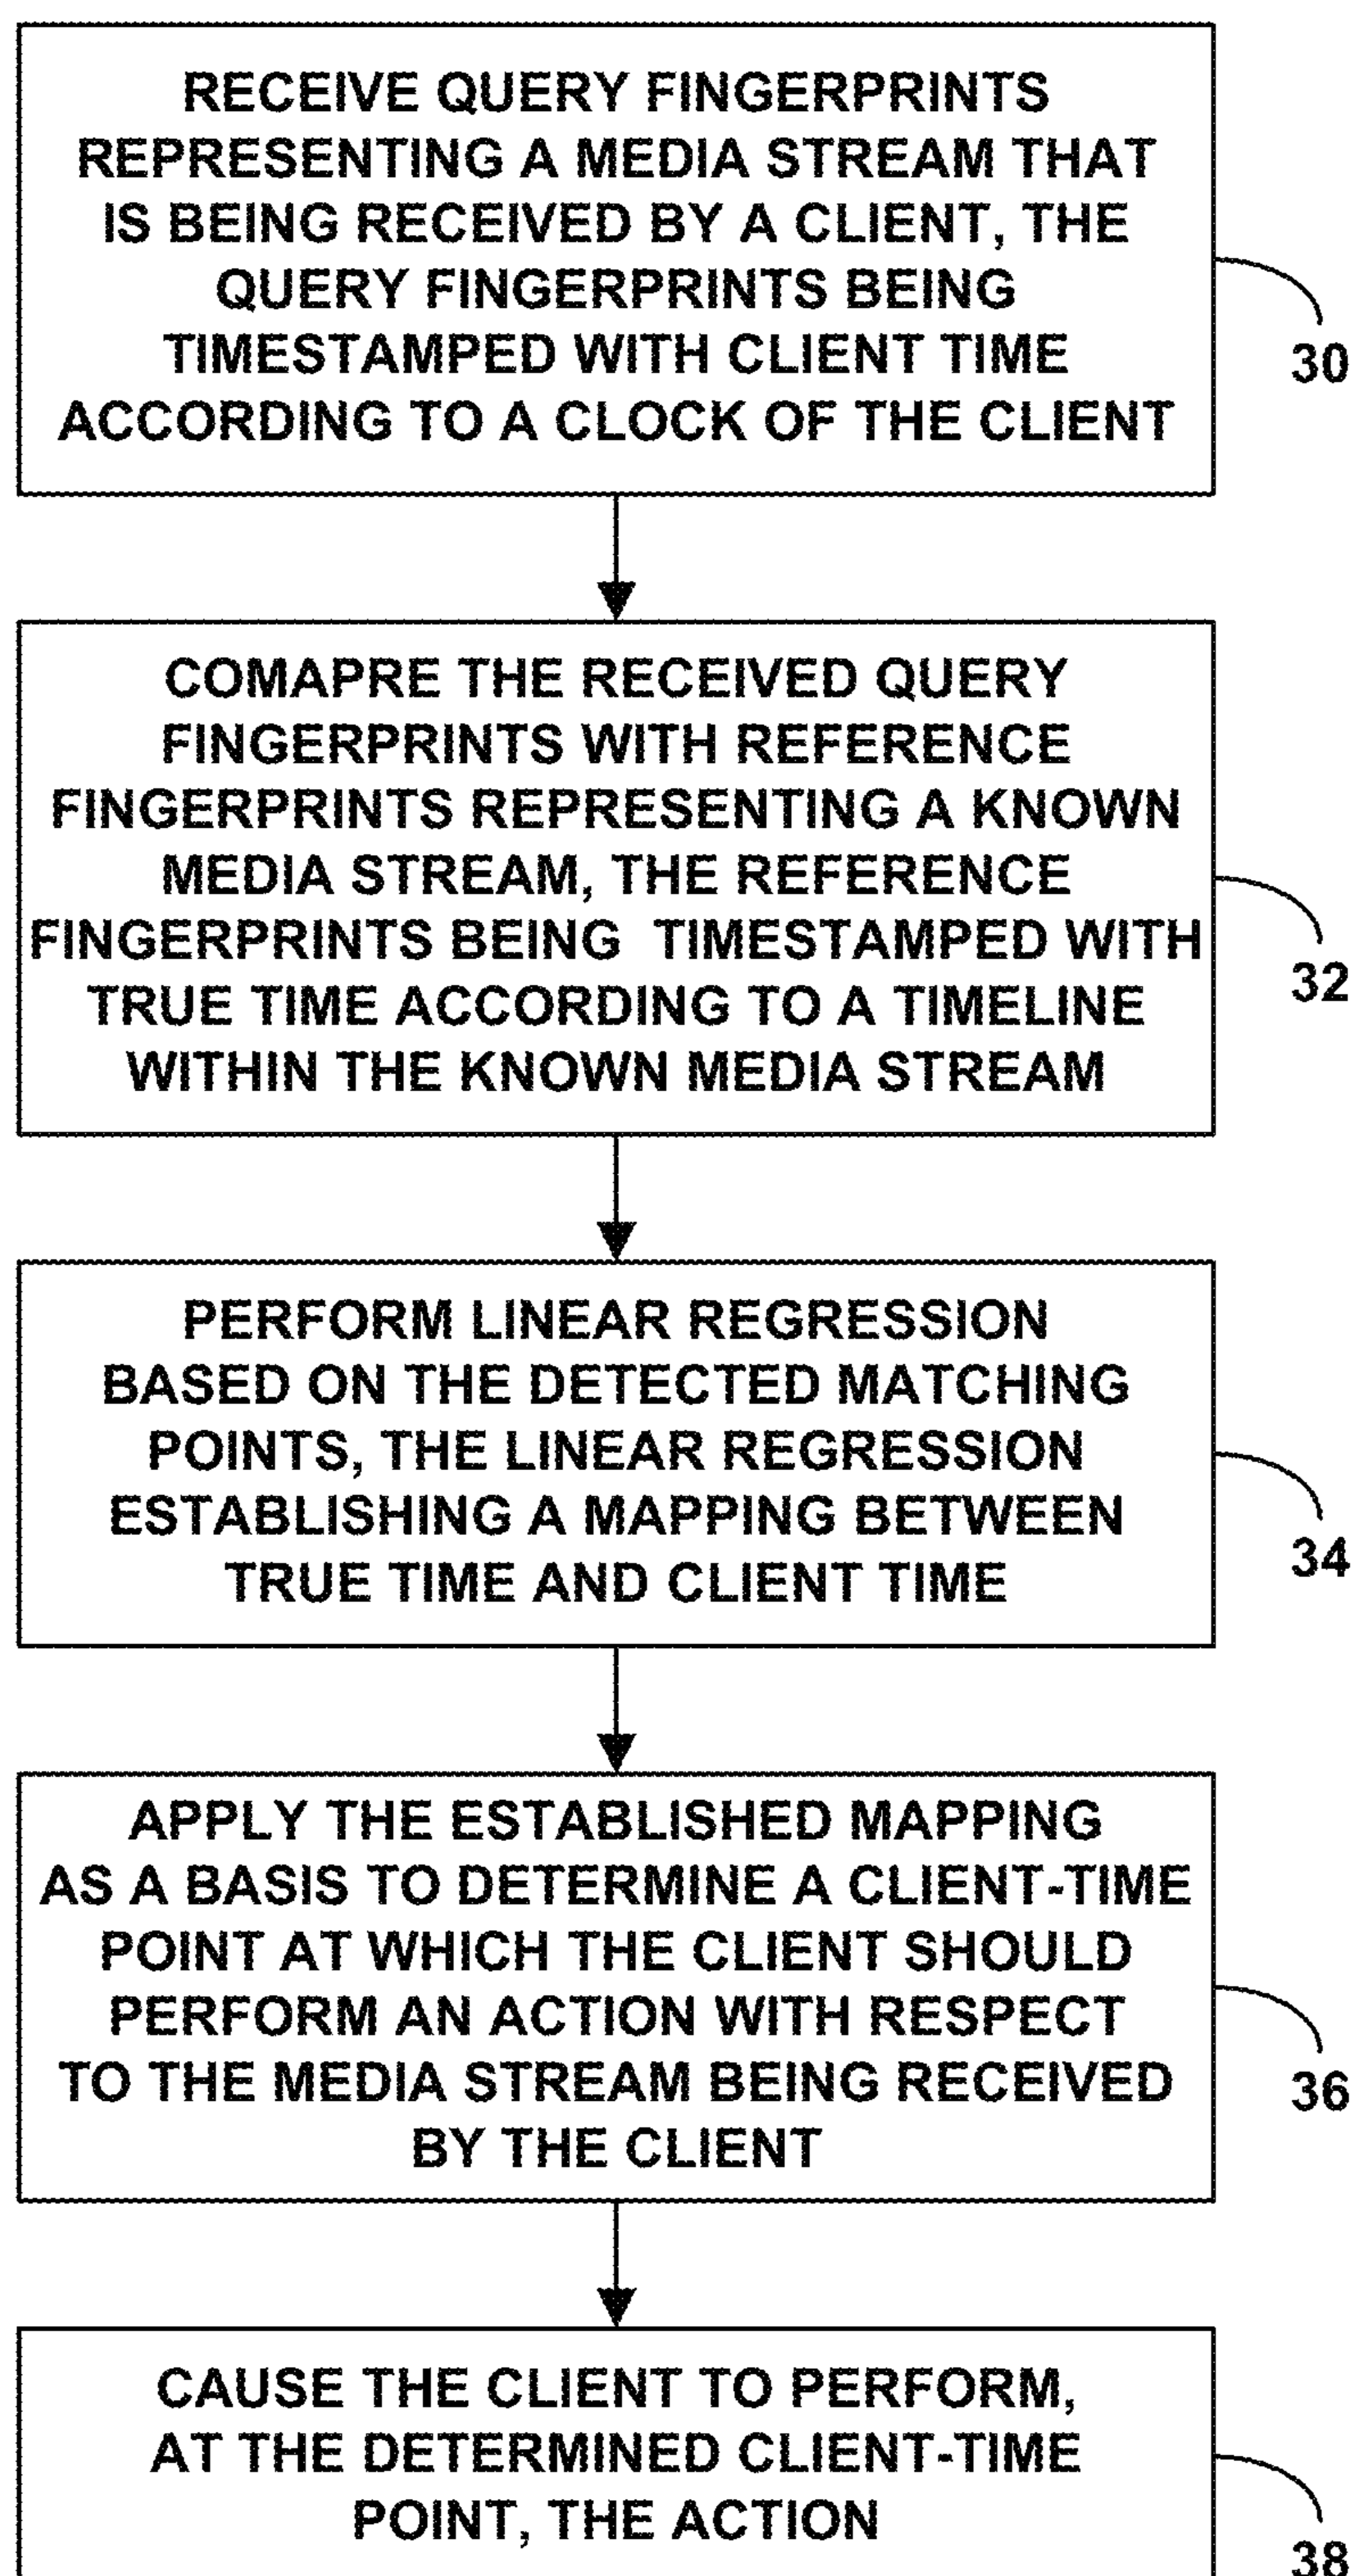 RECEIVE QUERY FINGERPRINTS
REPRESENTING A MEDIA STREAM THAT
IS BEING RECEIVED BY A CLIENT, THE
QUERY FINGERPRINTS BEING
TIMESTAMPED WITH CLIENT TIME
ACCORDING TO A CLOCK OF THE CLIENT
30
COMAPRE THE RECEIVED QUERY
FINGERPRINTS WITH REFERENCE
FINGERPRINTS REPRESENTING A KNOWN
MEDIA STREAM, THE REFERENCE
FINGERPRINTS BEING TIMESTAMPED WITH
TRUE TIME ACCORDING TO A TIMELINE
WITHIN THE KNOWN MEDIA STREAM
32
PERFORM LINEAR REGRESSION
BASED ON THE DETECTED MATCHING
POINTS, THE LINEAR REGRESSION
ESTABLISHING A MAPPING BETWEEN
TRUE TIME AND CLIENT TIME
34
APPLY THE ESTABLISHED MAPPING
AS A BASIS TO DETERMINE A CLIENT-TIME
POINT AT WHICH THE CLIENT SHOULD
PERFORM AN ACTION WITH RESPECT
TO THE MEDIA STREAM BEING RECEIVED
BY THE CLIENT
36
CAUSE THE CLIENT TO PERFORM,
AT THE DETERMINED CLIENT-TIME
POINT, THE ACTION
38